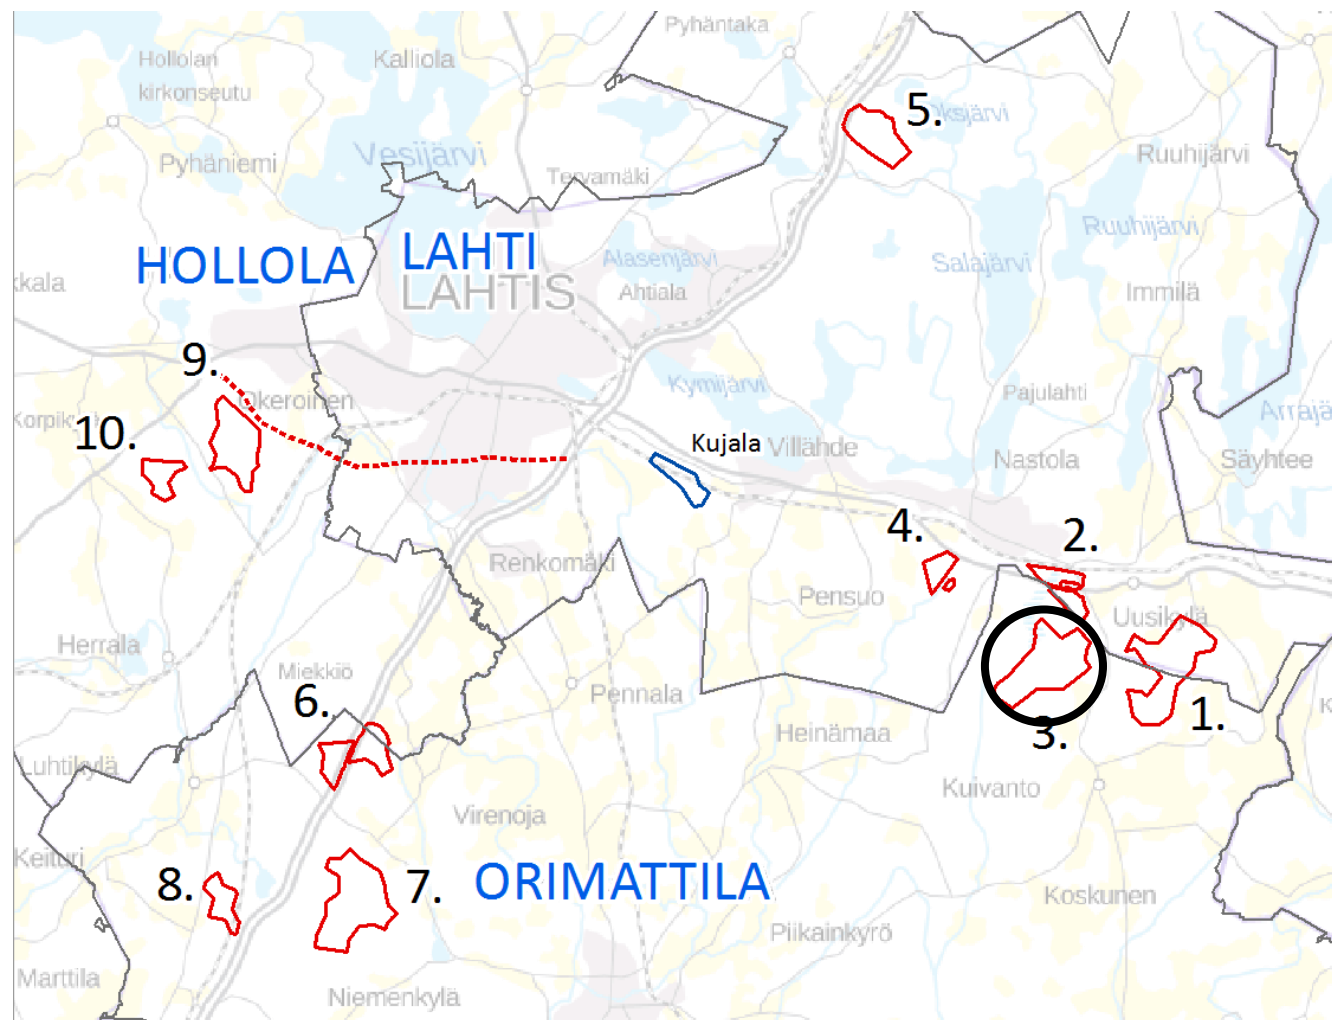 Pyhäntaka
Hollolan
kirkonseutu
Kalliola
5.
Oksjärvi
Pyhäniemi
Vesijärvi
Tervamäki
Ruuhijärvi
Ruuhijärvi
HOLLOLA
LAHTI
LAHTIS
Alasenjärvi
Salajärvi
Ahtiala
Immilä
kkala
9.
Okeroinen
Kymijärvi
Pajulahti
10.
Kujala
Villähde
Nastola
Säyhtee
4.
2.
Renkomäki
Pensuo
Uusikylä
Herrala
Miekkiö
6.
Pennala
Heinämaa
3.
1.
Luhtikylä
Kuivanto
Virenoja
Keituri
8.
7.
ORIMATTILA
Koskunen
Piikainkyrö
Marttila
Niemenkylä